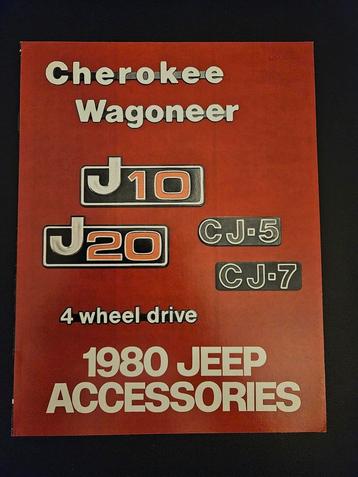 Cherokee
Wagoneer
J10
J20
CJ-5
CJ-7
4 wheel drive
1980 JEEP
ACCESSORIES